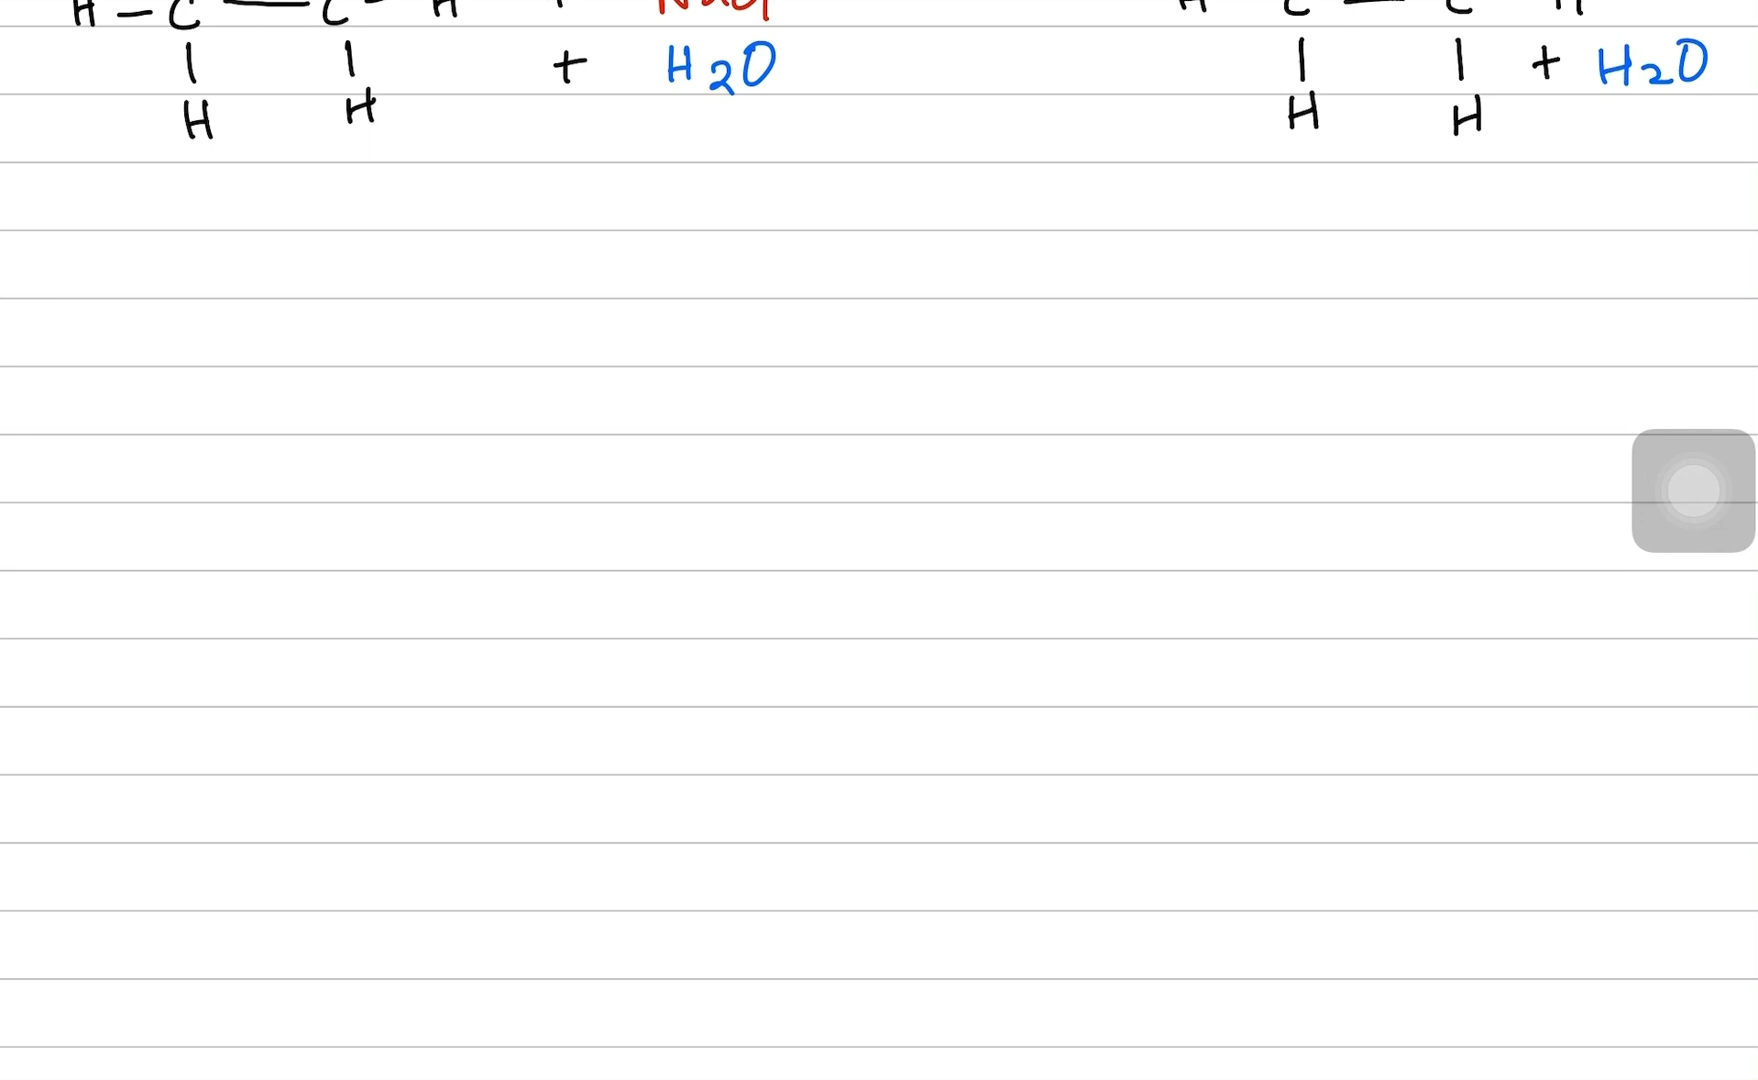 H – C — C – H + NaCl H C — C H
| | + H2O | | + H2O
H H H H